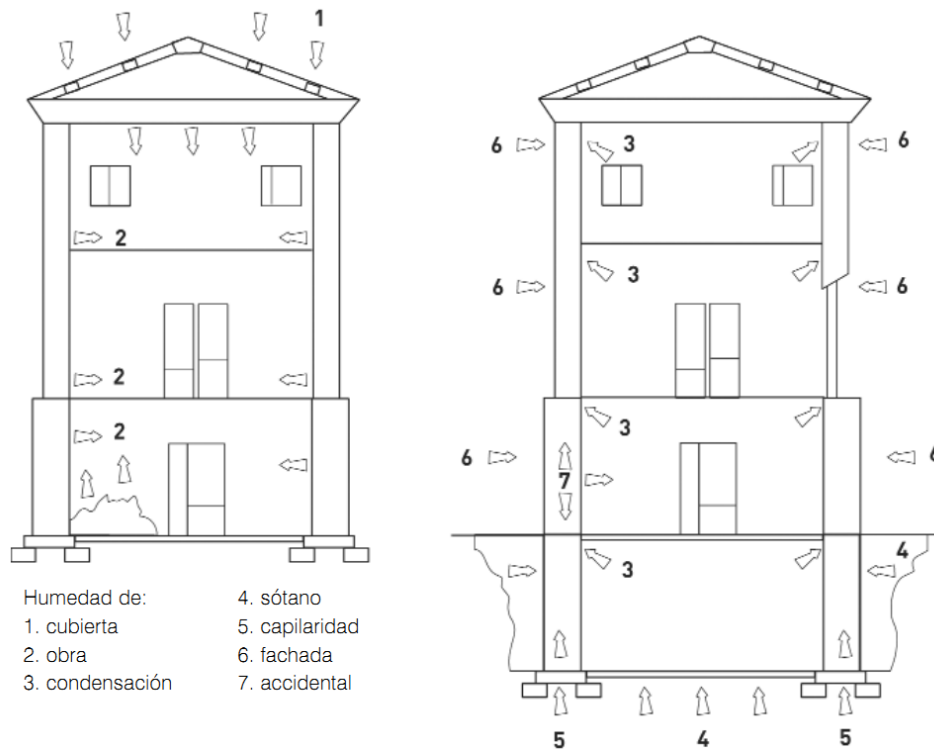 1
2
2
2
Humedad de:
1. cubierta
2. obra
3. condensación
4. sótano
5. capilaridad
6. fachada
7. accidental
6 3 6
3
6 6
3
6 7 6
3 4
5 4 5